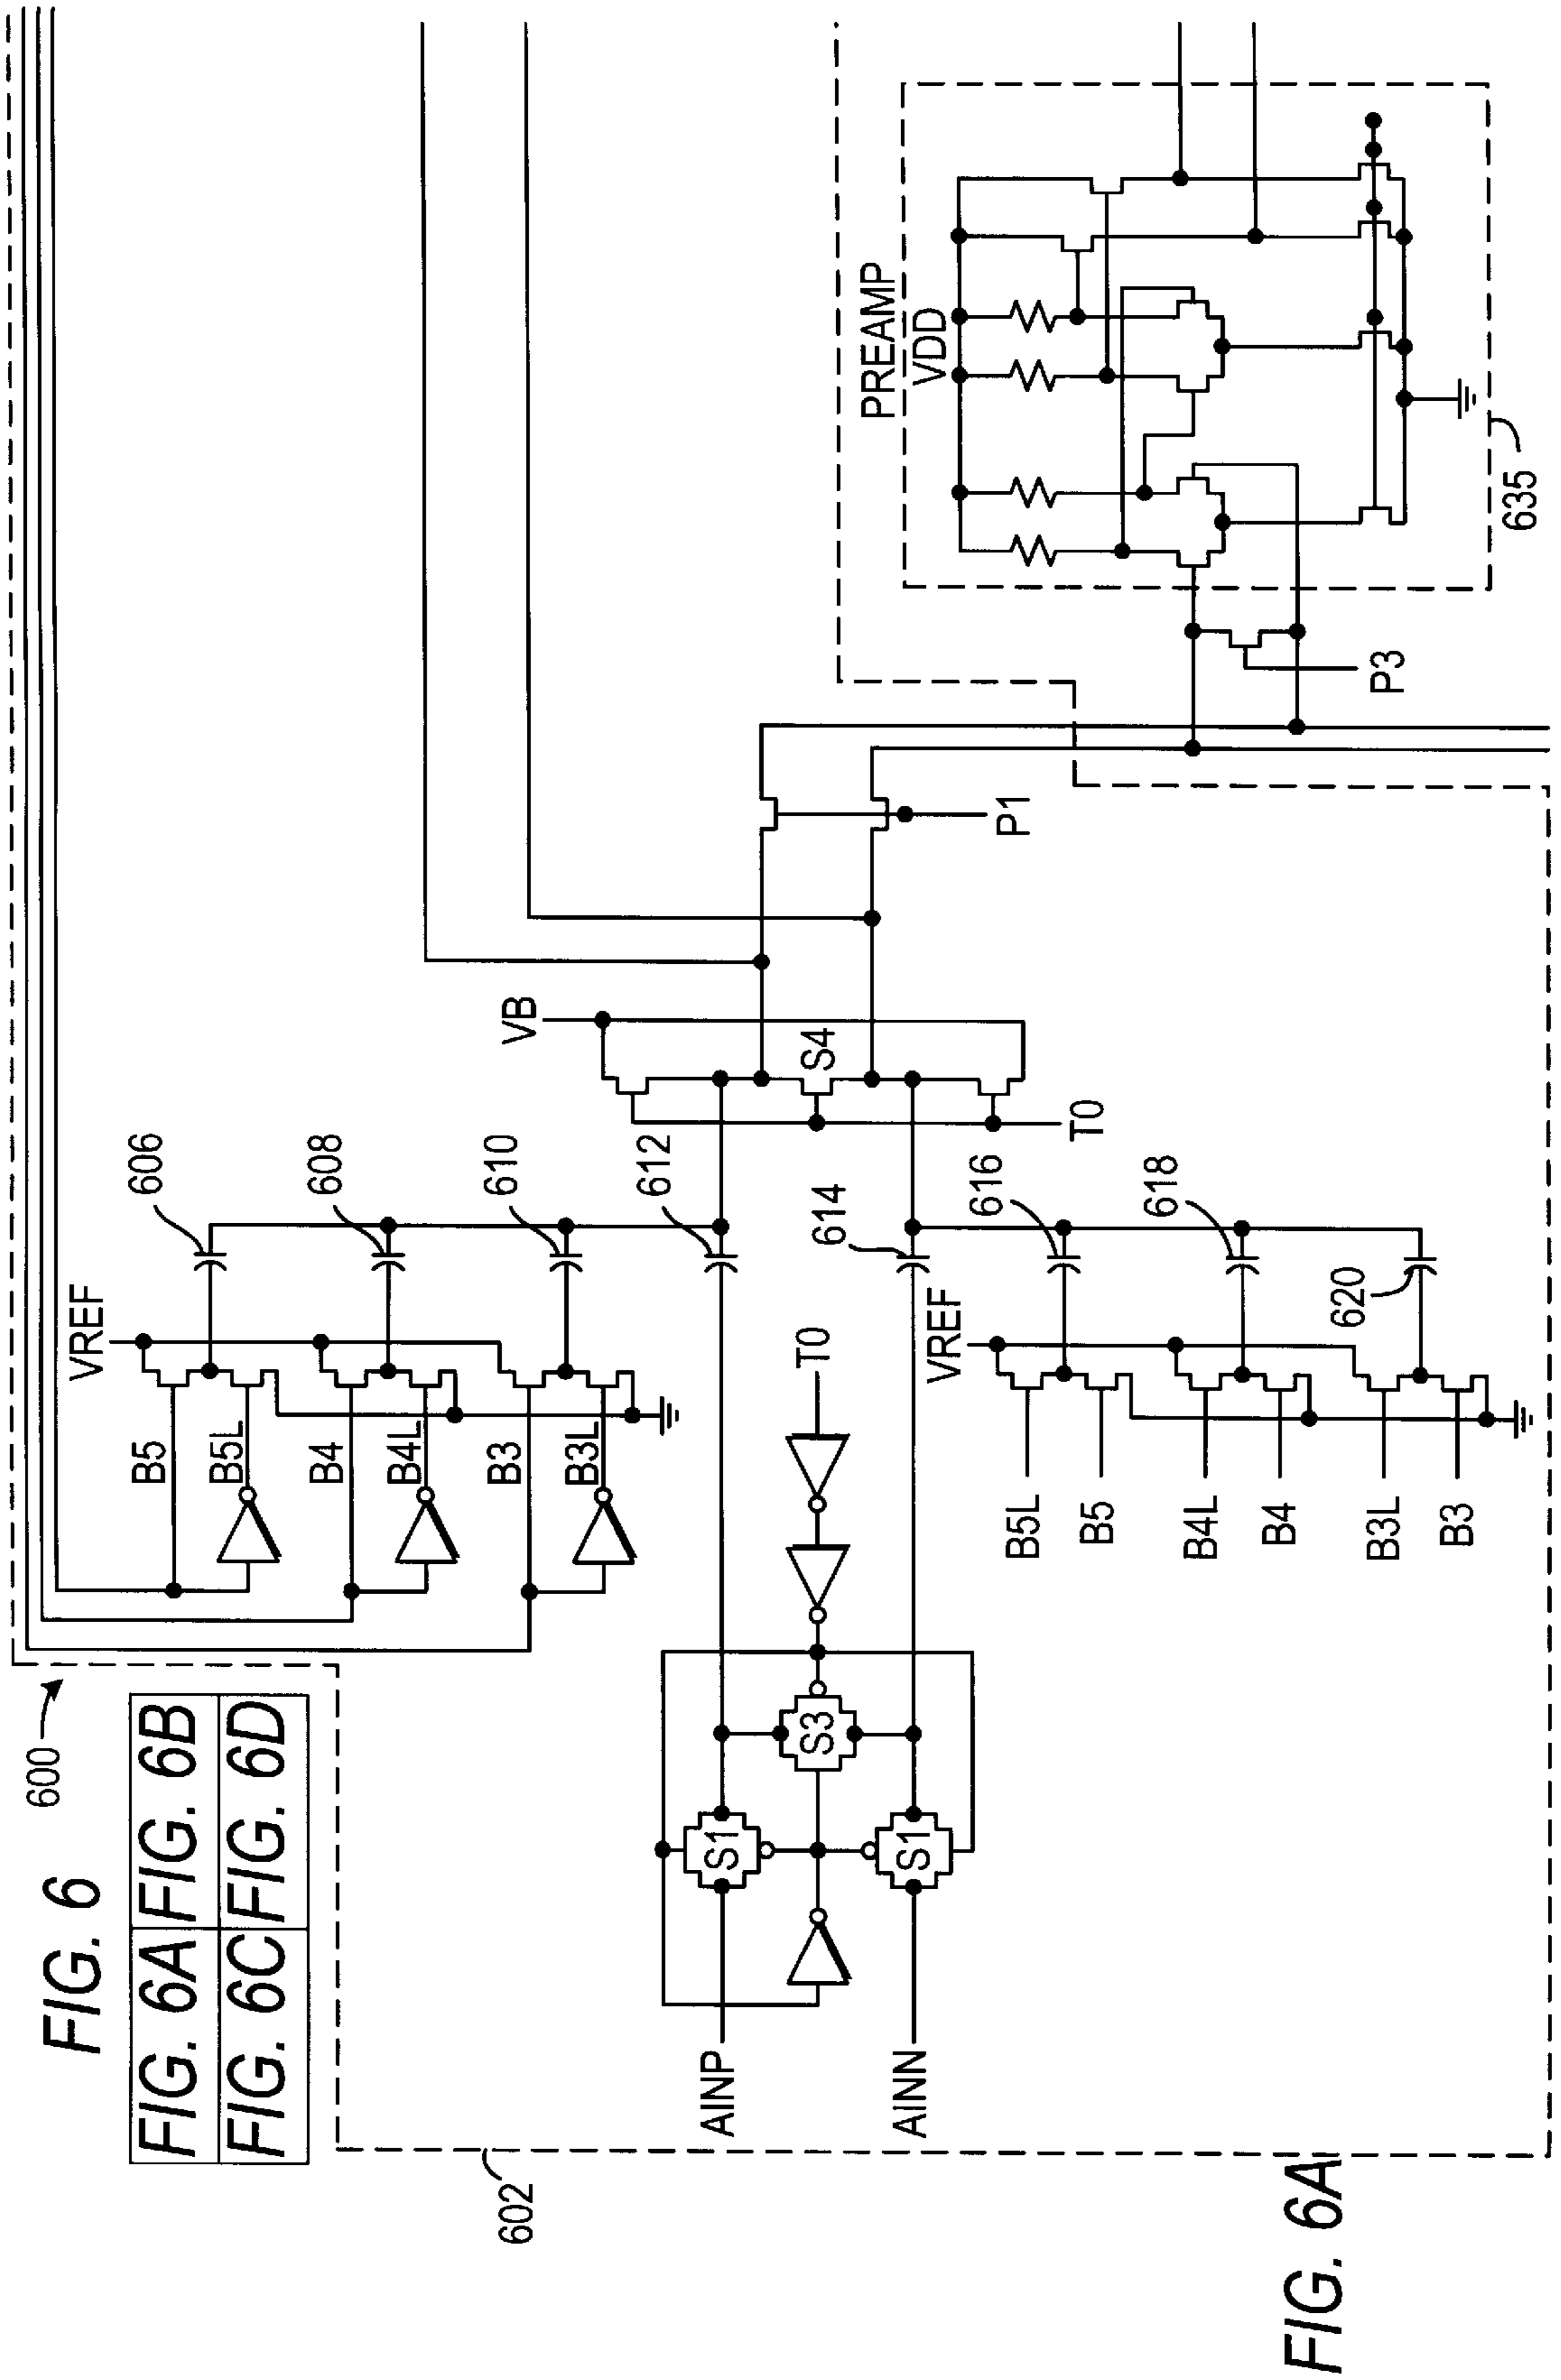 FIG. 6
600
FIG. 6A
FIG. 6B
FIG. 6C
FIG. 6D
602
VREF
606
B5
B5L
608
B4
B4L
610
B3
B3L
612
VB
S4
T0
P1
PREAMP
VDD
635
P3
AINP
S1
S3
T0
AINN
S1
614
VREF
616
B5L
B5
618
B4L
B4
620
B3L
B3
FIG. 6A